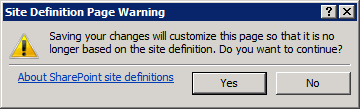 Site Definition Page Warning
Saving your changes will customize this page so that it is
no longer based on the site definition. Do you want to continue?
About SharePoint site definitions
Yes
No